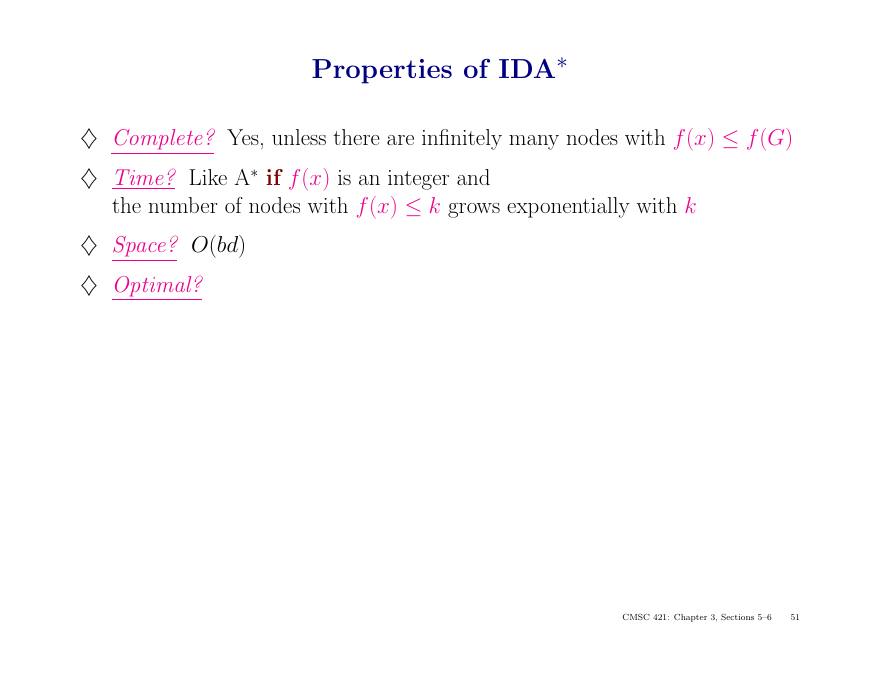 Properties of IDA*
♢ Complete? Yes, unless there are infinitely many nodes with f(x) ≤ f(G)
♢ Time? Like A* if f(x) is an integer and
the number of nodes with f(x) ≤ k grows exponentially with k
♢ Space? O(bd)
♢ Optimal?
CMSC 421: Chapter 3, Sections 5–6 51